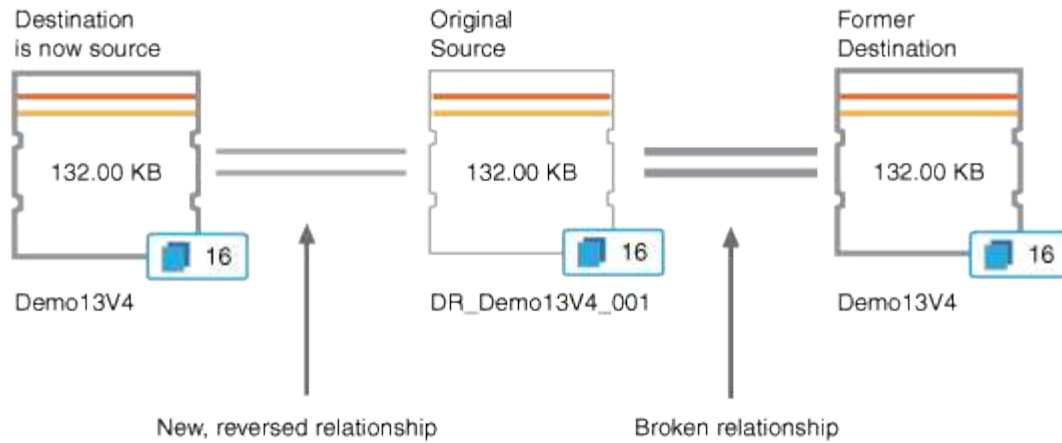 Destination
is now source
Original
Source
Former
Destination
132.00 KB
132.00 KB
132.00 KB
16
16
16
Demo13V4
DR_Demo13V4_001
Demo13V4
New, reversed relationship
Broken relationship